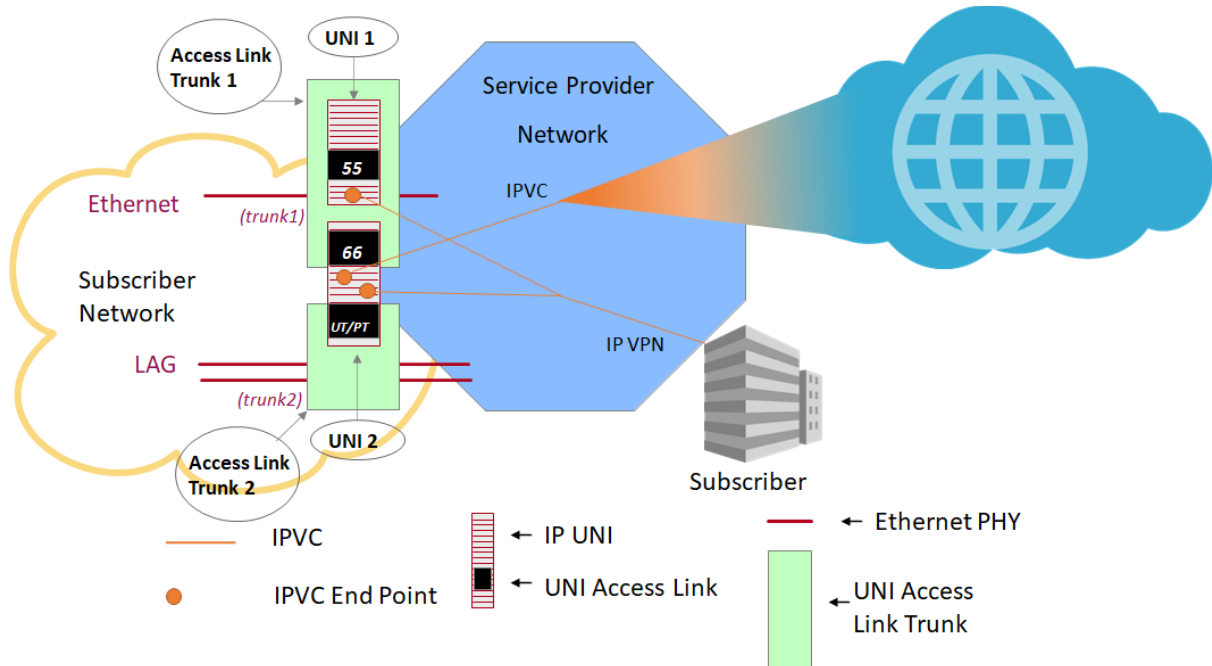 UNI 1
Access Link
Trunk 1
Service Provider
Network
55
IPVC
Ethernet
(trunk1)
66
Subscriber
Network
UT/PT
IP VPN
LAG
(trunk2)
UNI 2
Access Link
Trunk 2
Subscriber
IPVC
IP UNI
Ethernet PHY
IPVC End Point
UNI Access Link
UNI Access
Link Trunk